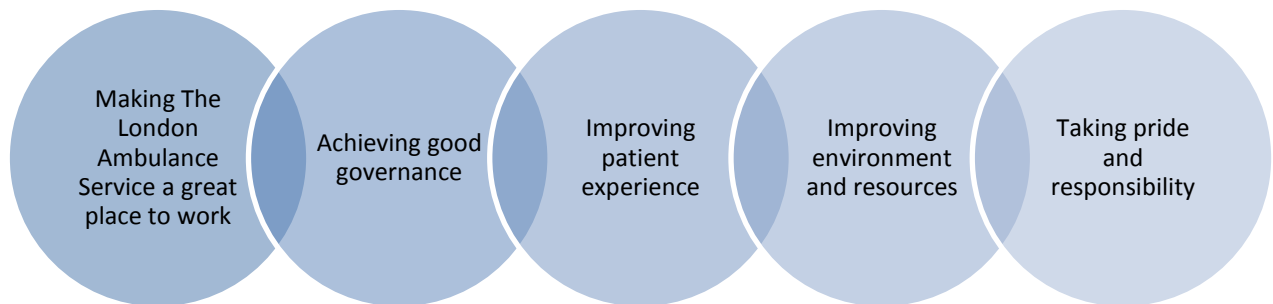 Making The
London
Ambulance
Service a great
place to work
Achieving good
governance
Improving
patient
experience
Improving
environment
and resources
Taking pride
and
responsibility